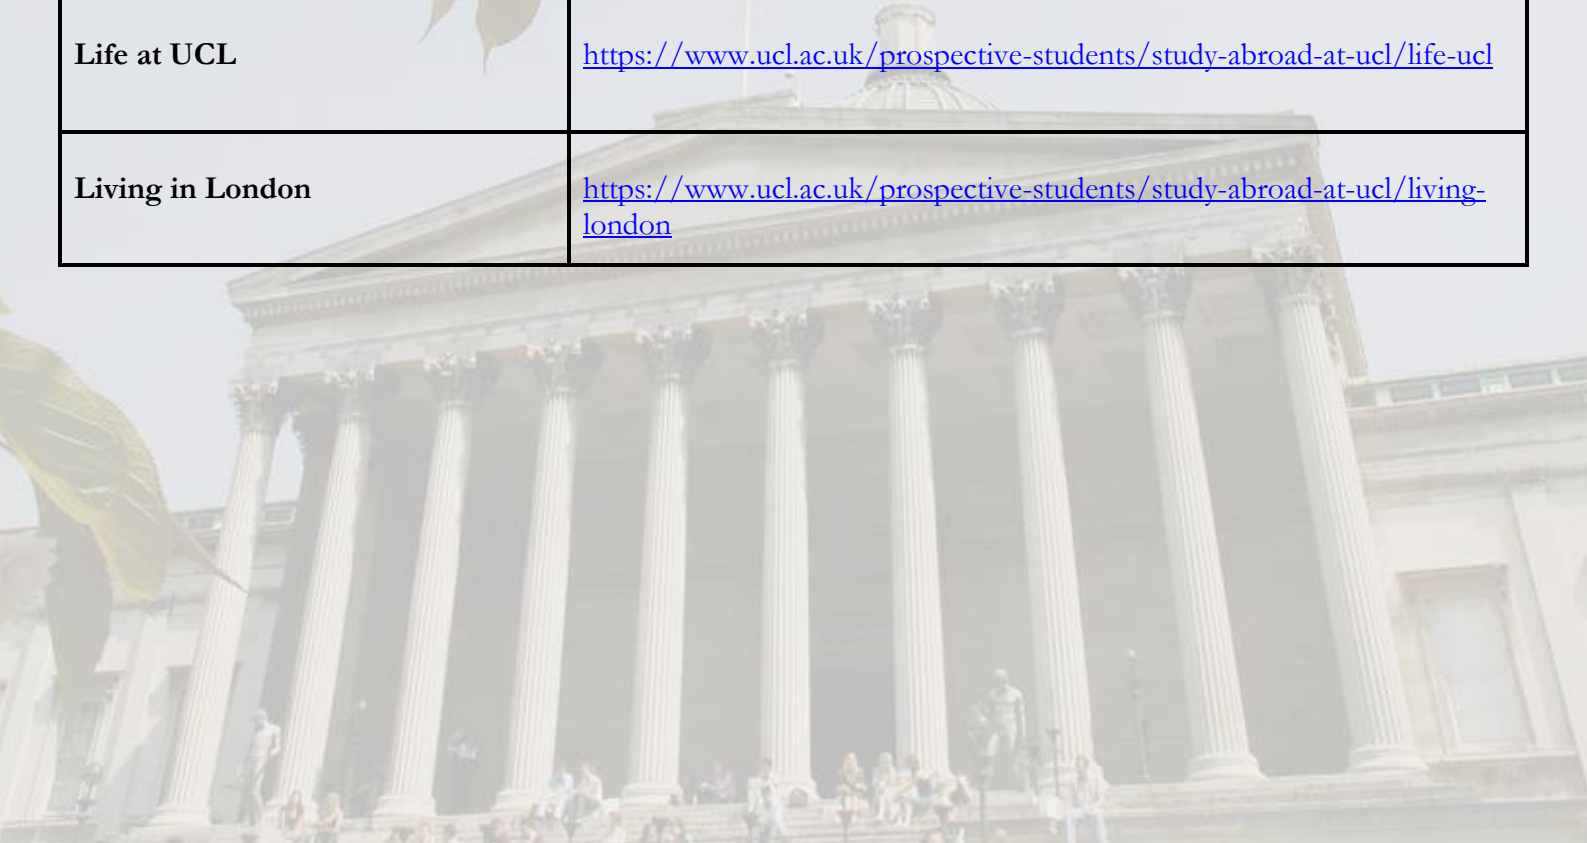 Life at UCL
https://www.ucl.ac.uk/prospective-students/study-abroad-at-ucl/life-ucl
Living in London
https://www.ucl.ac.uk/prospective-students/study-abroad-at-ucl/living-
london